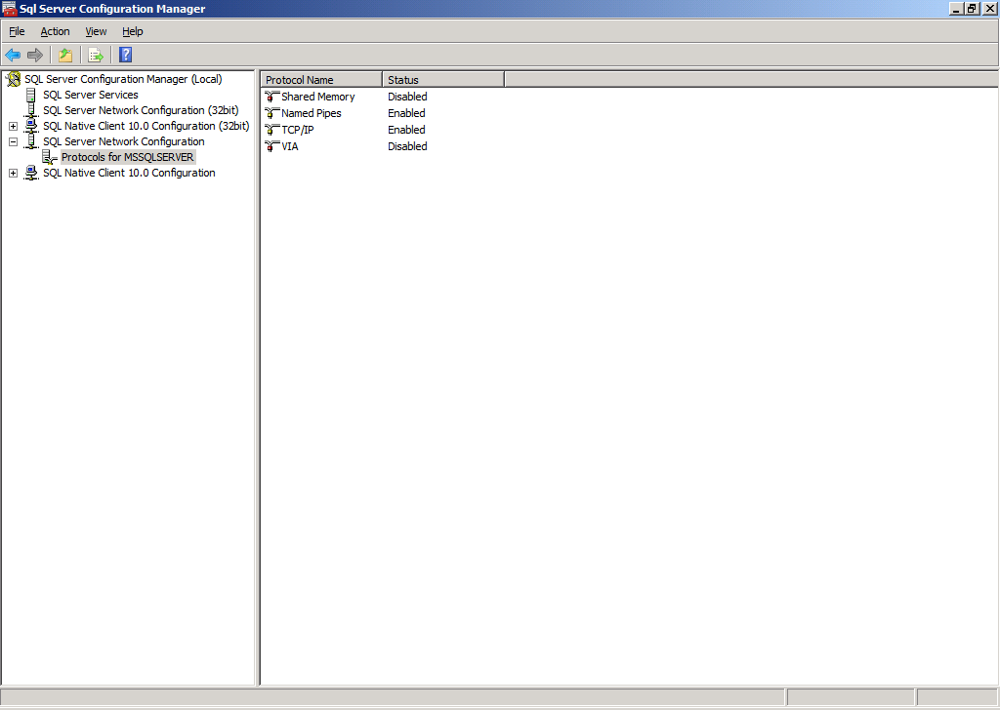 Sql Server Configuration Manager
File Action View Help
SQL Server Configuration Manager (Local)
SQL Server Services
SQL Server Network Configuration (32bit)
SQL Native Client 10.0 Configuration (32bit)
SQL Server Network Configuration
Protocols for MSSQLSERVER
SQL Native Client 10.0 Configuration
Protocol Name Status
Shared Memory Disabled
Named Pipes Enabled
TCP/IP Enabled
VIA Disabled